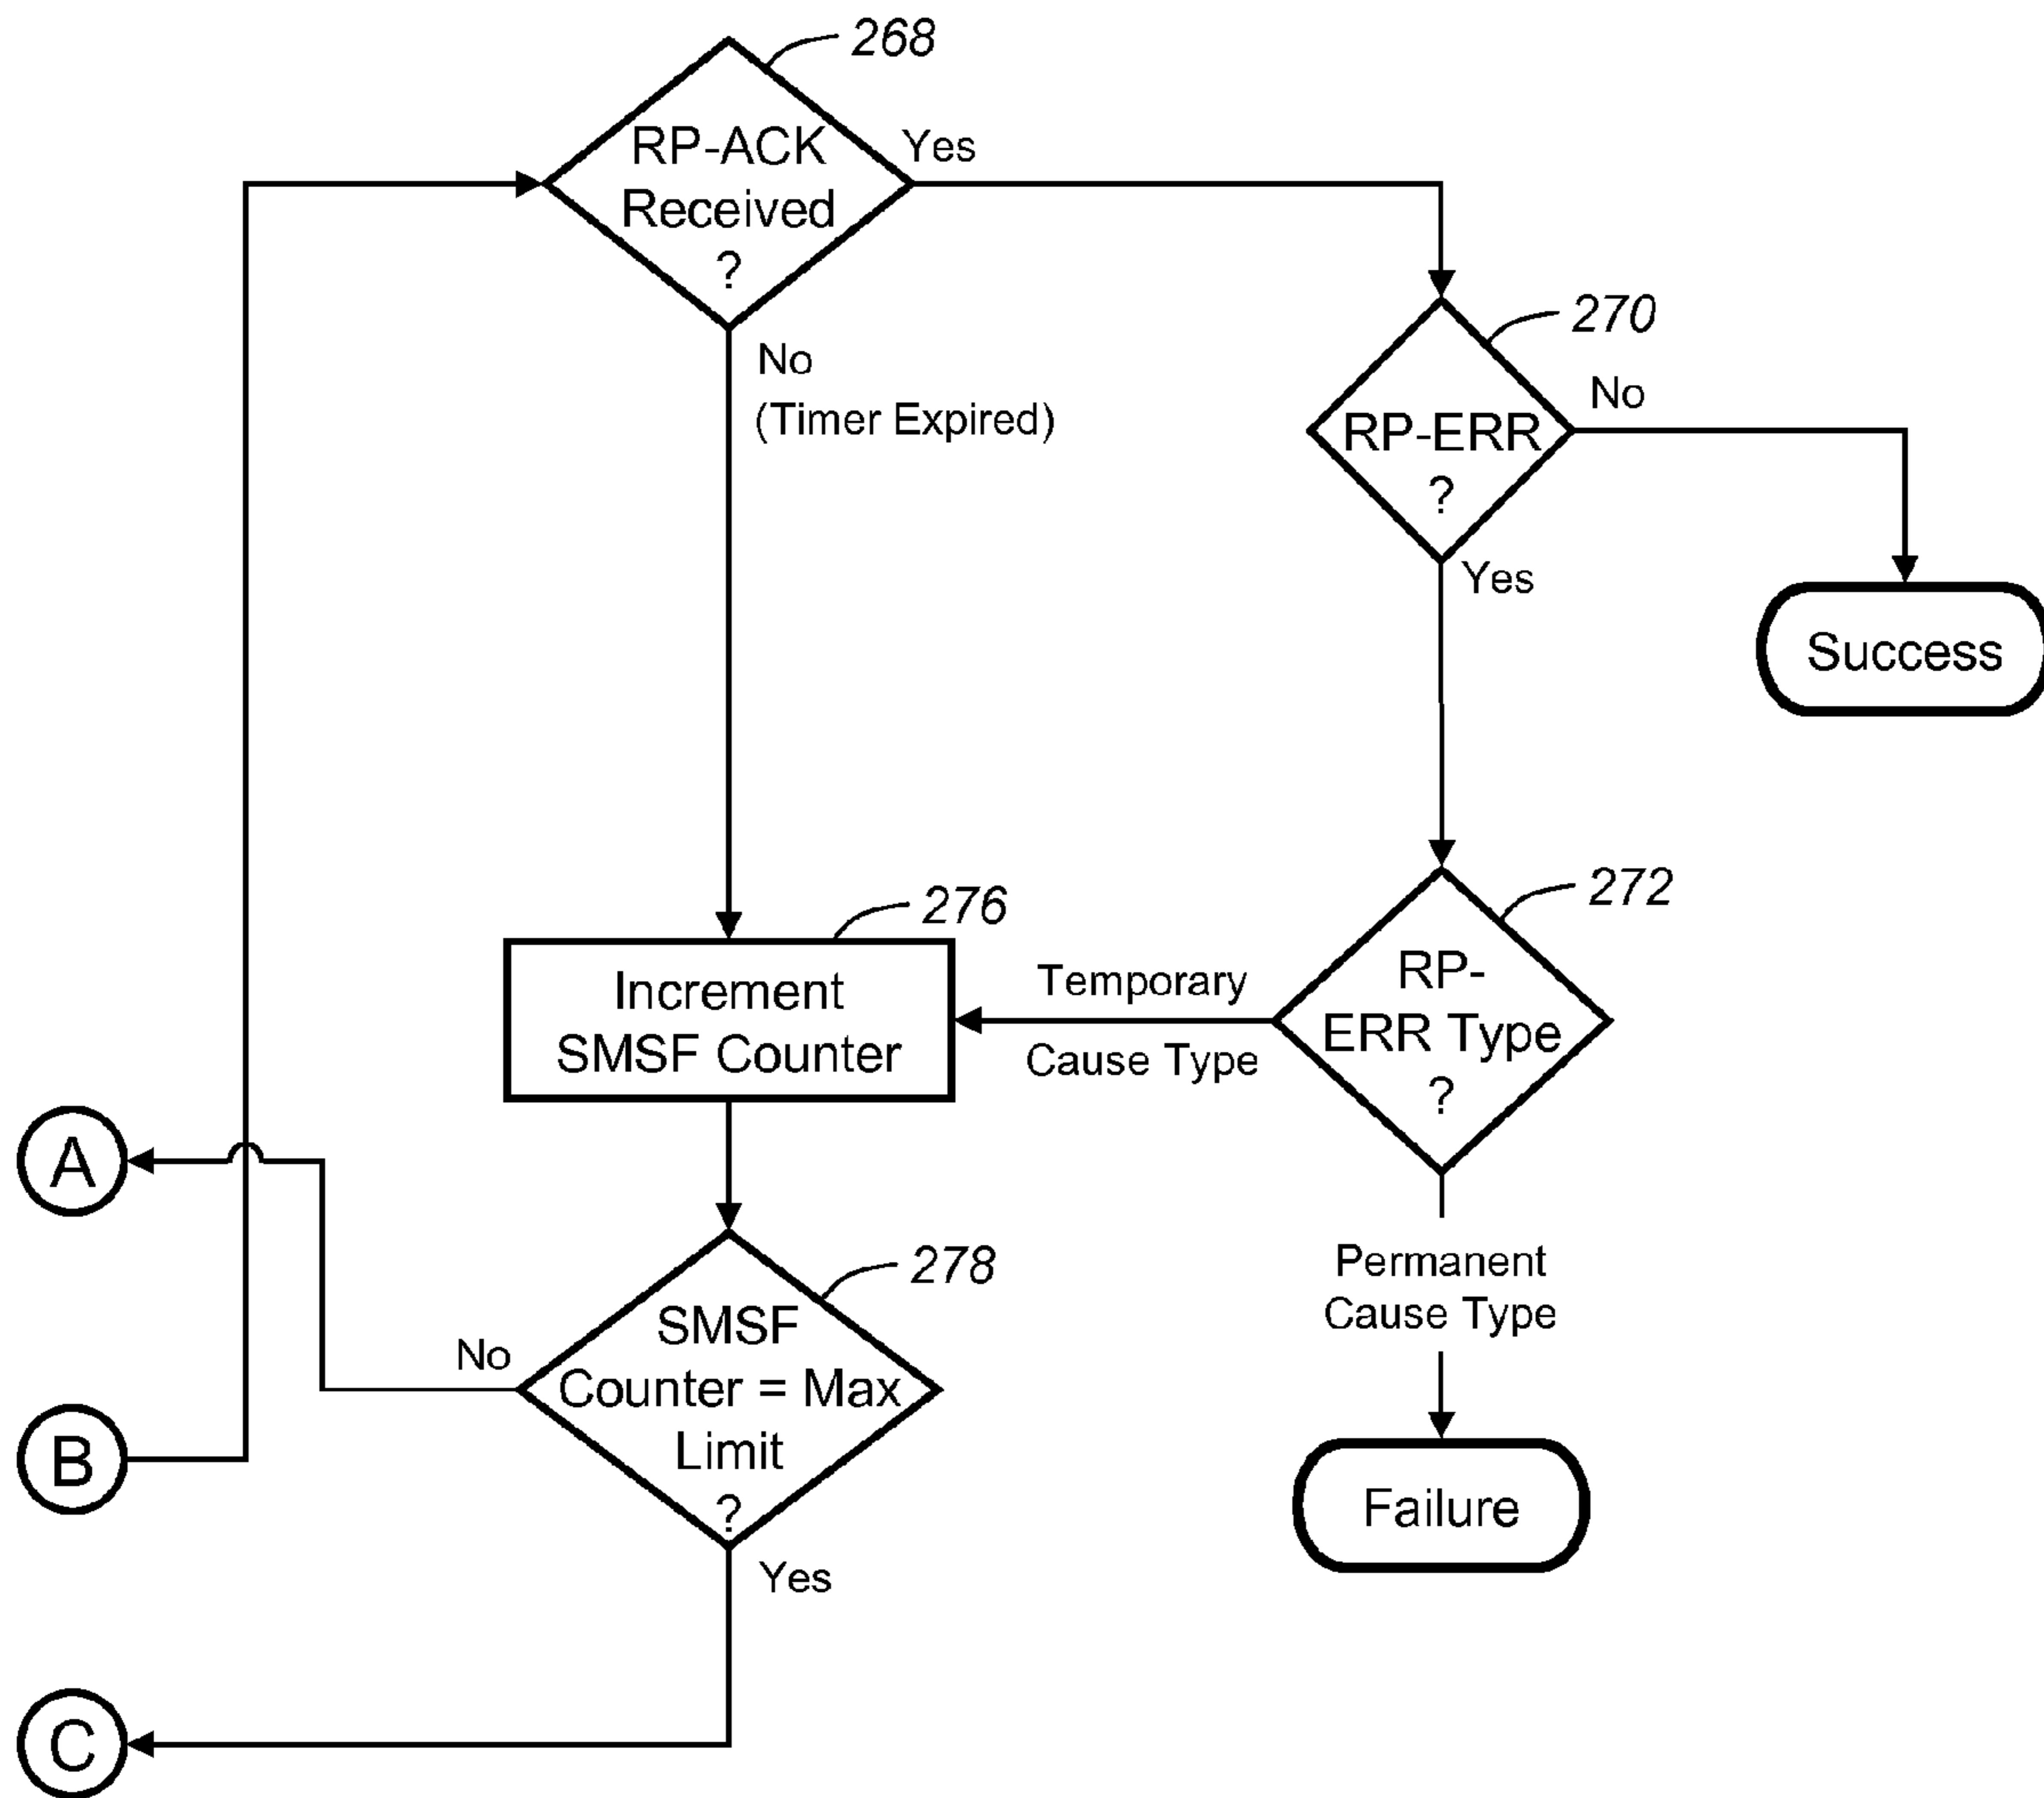 268
RP-ACK
Received
?
Yes
No
(Timer Expired)
270
RP-ERR
?
No
Yes
Success
276
Increment
SMSF Counter
Temporary
Cause Type
272
RP-
ERR Type
?
A
278
SMSF
Counter = Max
Limit
?
No
Yes
Permanent
Cause Type
B
Failure
C